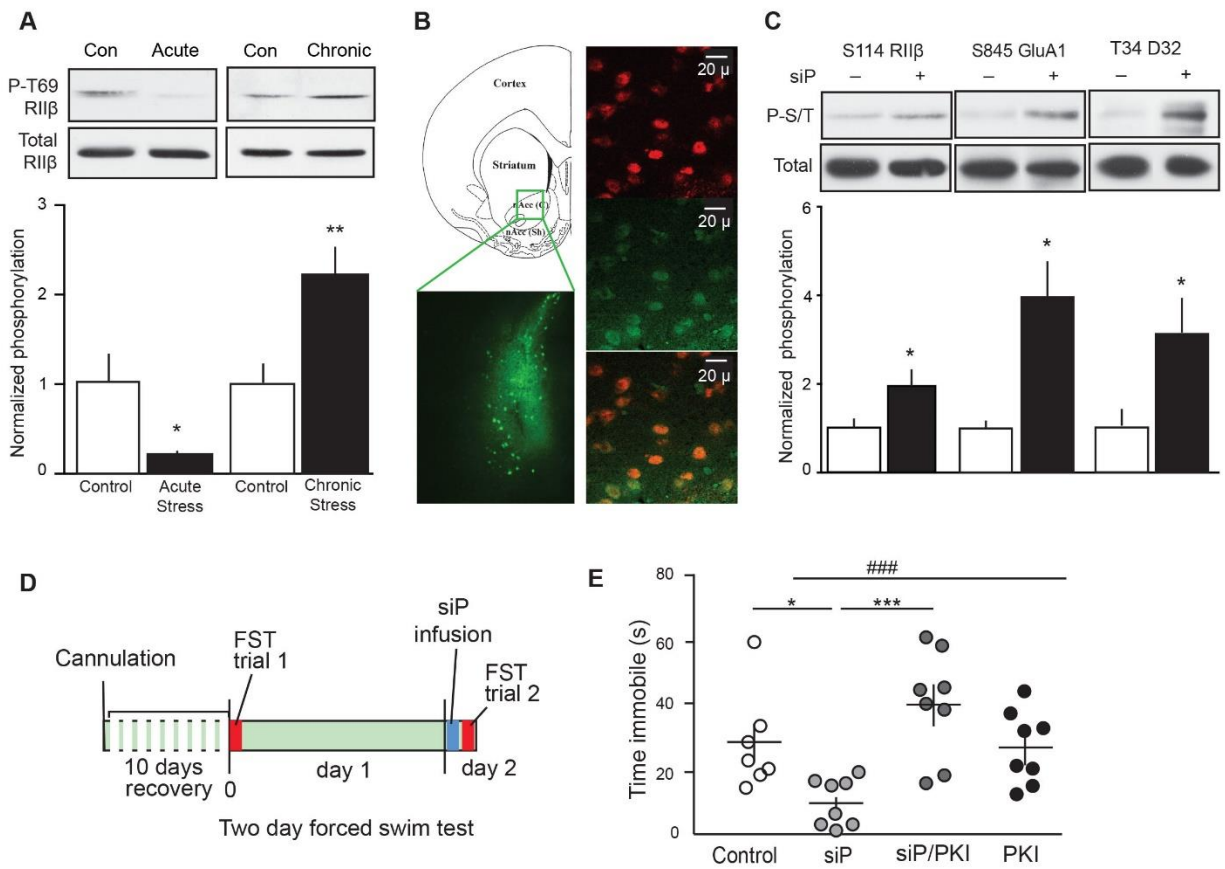 A
Con Acute Con Chronic
P-T69
RIIβ
Total
RIIβ
3
2
1
0
Normalized phosphorylation
*
**
Control
Acute
Stress
Control
Chronic
Stress
B
Cortex
Striatum
nAcc (C)
nAcc (Sh)
20 μ
20 μ
20 μ
C
S114 RIIβ S845 GluA1 T34 D32
siP – + – + – +
P-S/T
Total
6
4
2
0
Normalized phosphorylation
*
*
*
D
Cannulation
FST
trial 1
siP
infusion
FST
trial 2
10 days
recovery
0
day 1
day 2
Two day forced swim test
E
80
60
40
20
0
Time immobile (s)
###
* ***
Control siP siP/PKI PKI